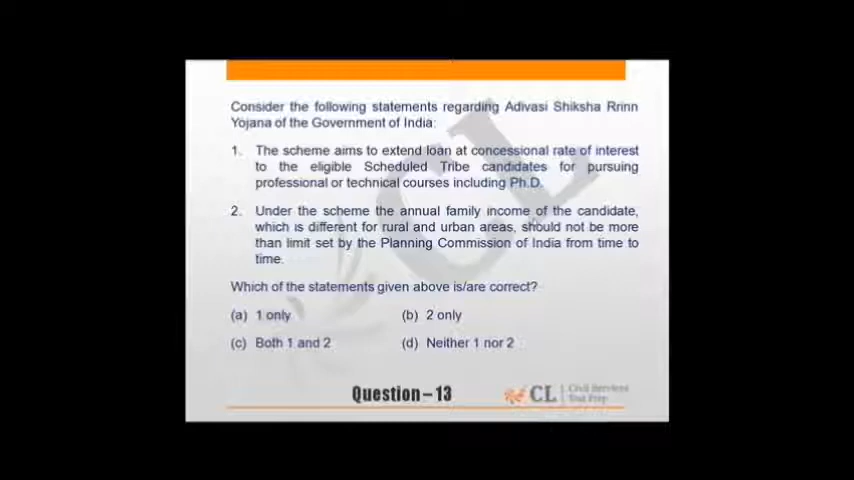 Consider the following statements regarding Adivasi Shiksha Rrinn
Yojana of the Government of India:
1. The scheme aims to extend loan at concessional rate of interest
to the eligible Scheduled Tribe candidates for pursuing
professional or technical courses including Ph.D.
2. Under the scheme the annual family income of the candidate,
which is different for rural and urban areas, should not be more
than limit set by the Planning Commission of India from time to
time.
Which of the statements given above is/are correct?
(a) 1 only (b) 2 only
(c) Both 1 and 2 (d) Neither 1 nor 2
Question – 13
CL Civil Services
Test Prep
CL